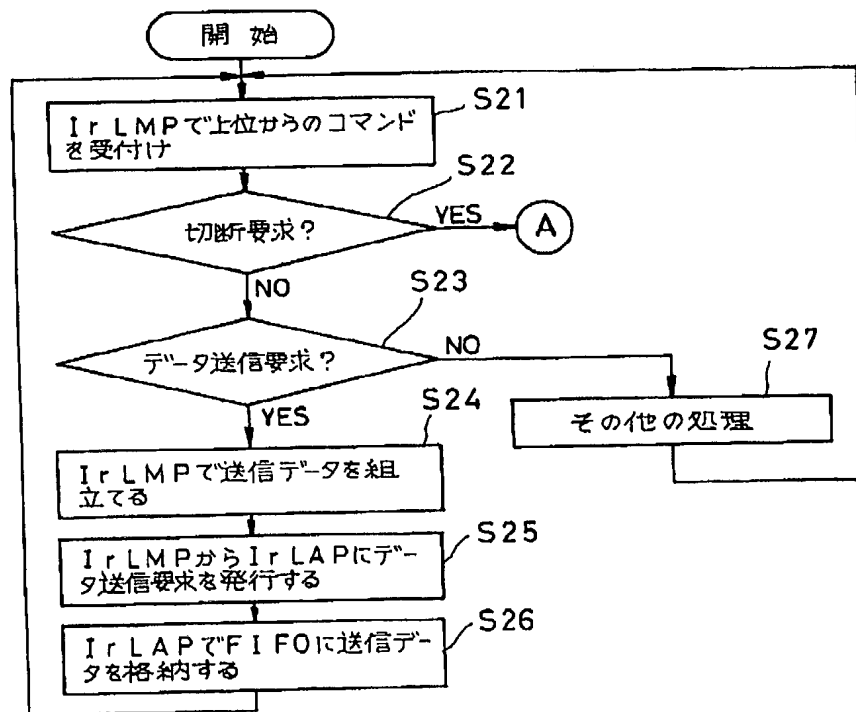 開始
S21
IrLMPで上位からのコマンド
を受付け
S22
切断要求?
YES
A
NO
S23
データ送信要求?
NO
S27
YES
その他の処理
S24
IrLMPで送信データを組
立てる
S25
IrLMPからIrLAPにデー
タ送信要求を発行する
S26
IrLAPでFIFOに送信デー
タを格納する